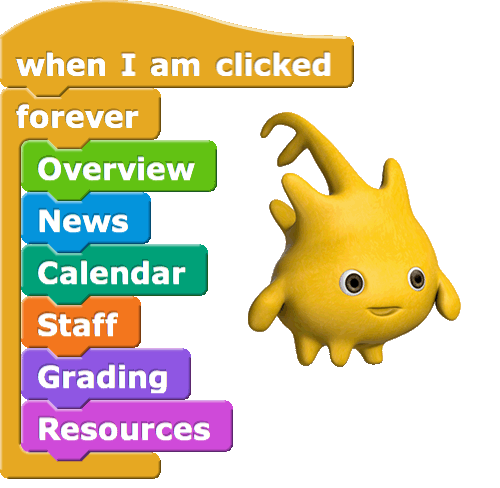 when I am clicked
forever
Overview
News
Calendar
Staff
Grading
Resources